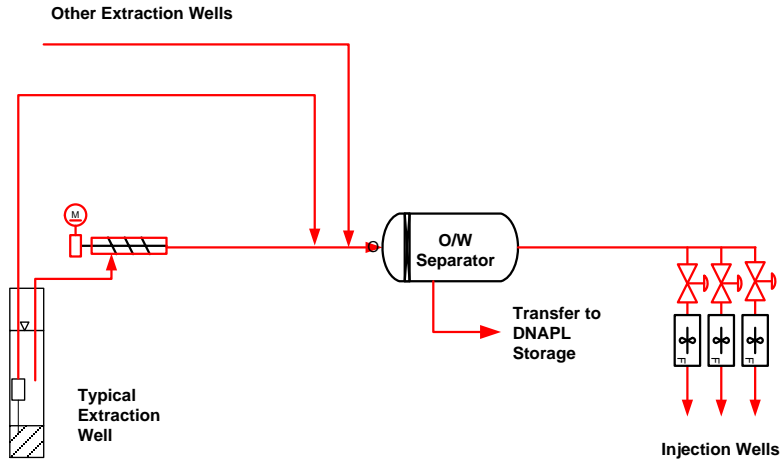 Other Extraction Wells
M
O/W
Separator
Transfer to
DNAPL
Storage
F
F
F
Typical
Extraction
Well
Injection Wells